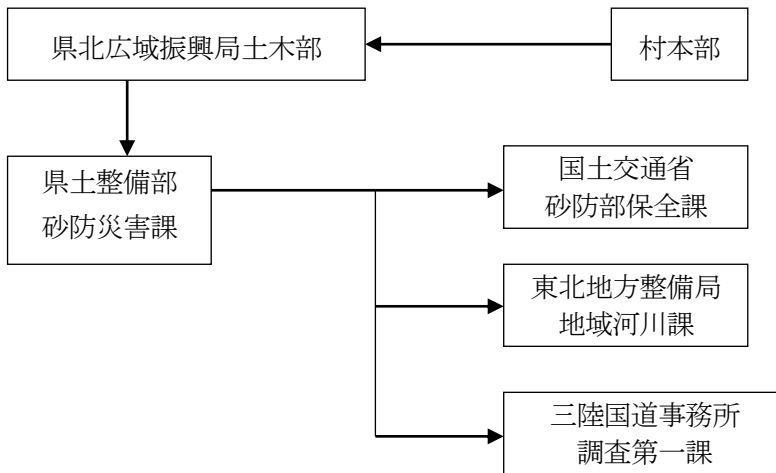 県北広域振興局土木部
村本部
県土整備部
砂防災害課
国土交通省
砂防部保全課
東北地方整備局
地域河川課
三陸国道事務所
調査第一課